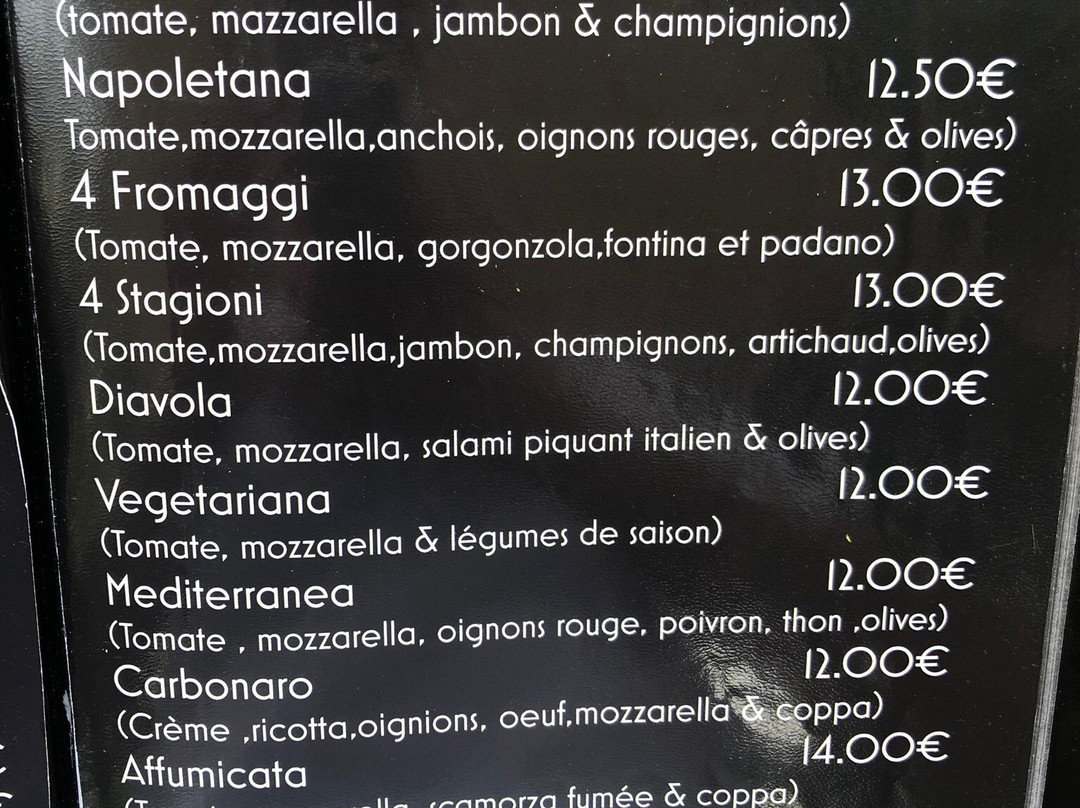 (tomate, mazzarella , jambon & champignions)
Napoletana 12.50€
Tomate,mozzarella,anchois, oignons rouges, câpres & olives)
4 Fromaggi 13.00€
(Tomate, mozzarella, gorgonzola,fontina et padano)
4 Stagioni 13.00€
(Tomate,mozzarella,jambon, champignons, artichaud,olives)
Diavola 12.00€
(Tomate, mozzarella, salami piquant italien & olives)
Vegetariana 12.00€
(Tomate, mozzarella & légumes de saison)
Mediterranea 12.00€
(Tomate , mozzarella, oignons rouge, poivron, thon ,olives)
Carbonaro 12.00€
(Crème ,ricotta,oignions, oeuf,mozzarella & coppa)
Affumicata 14.00€
scamorza fumée & coppa)